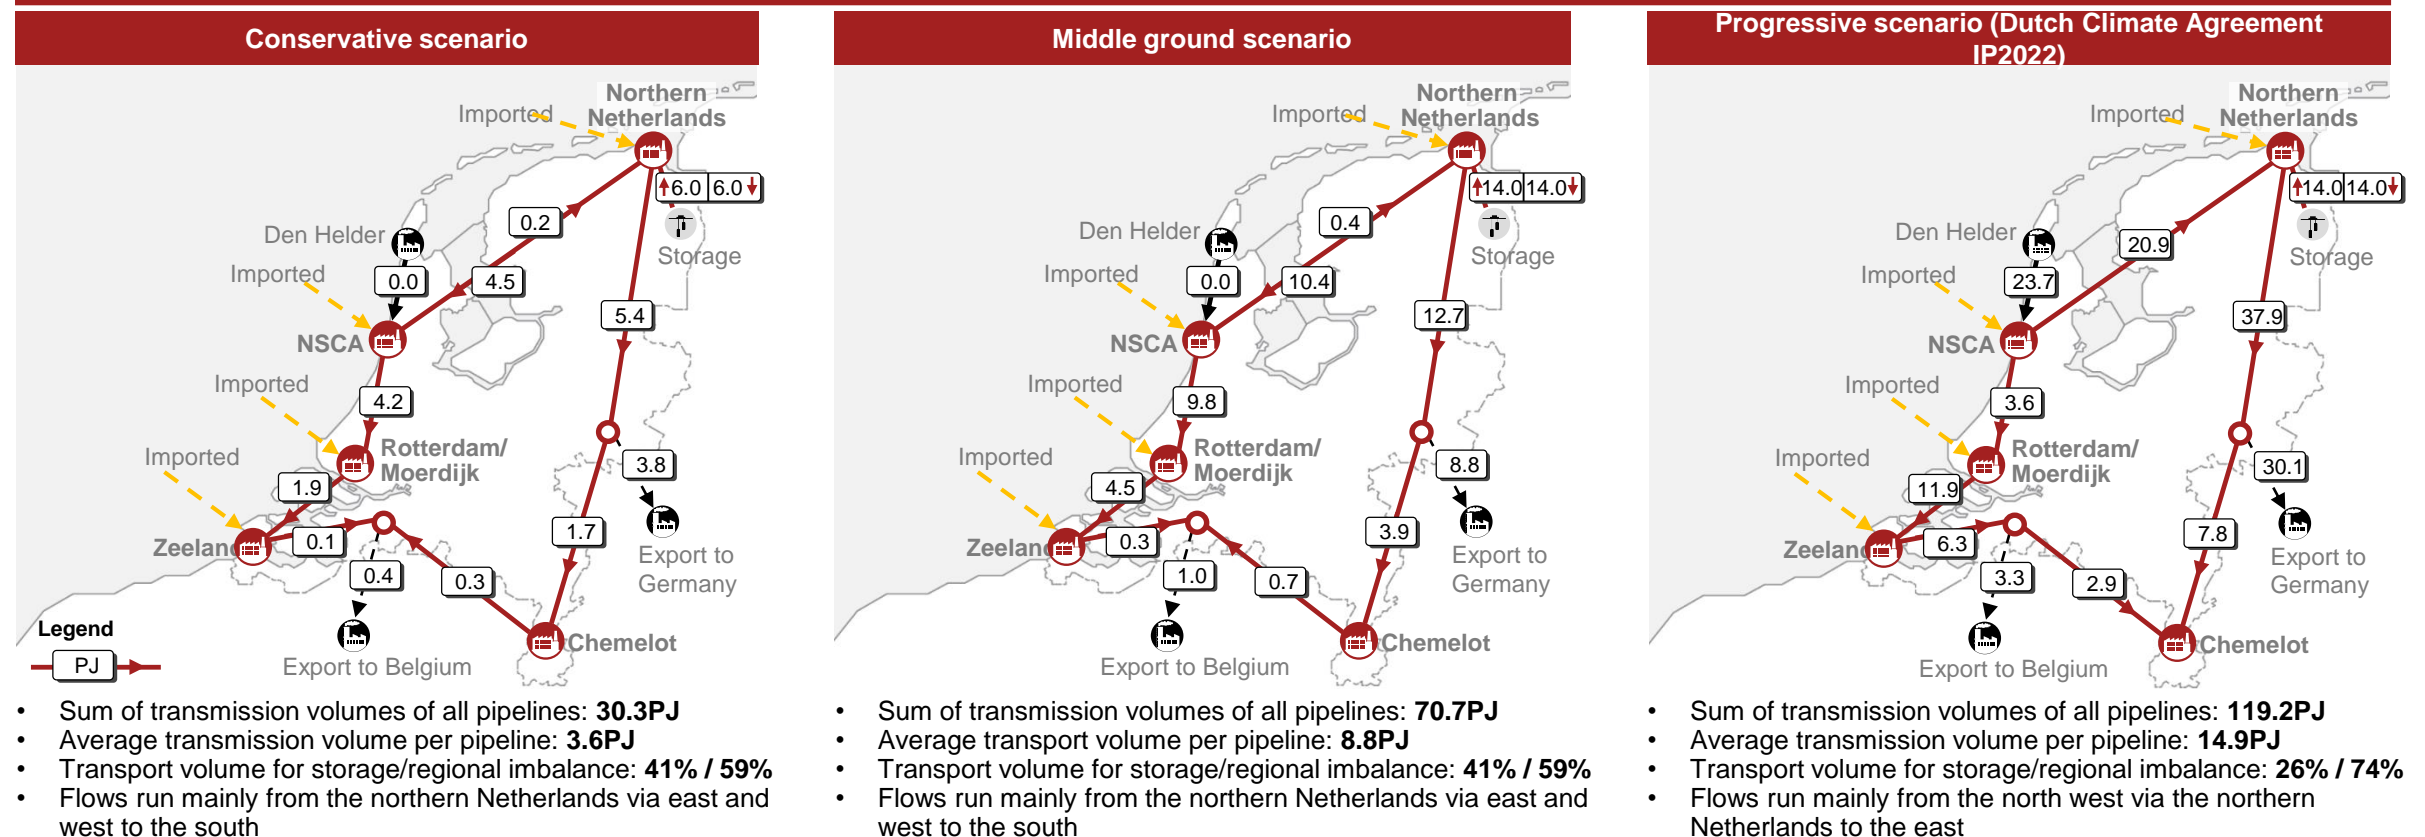 Conservative scenario
Imported
Northern
Netherlands
6.0 6.0
0.2
Den Helder
Storage
Imported
0.0
4.5
5.4
NSCA
Imported
4.2
Rotterdam/
Moerdijk
Imported
3.8
1.9
1.7
Zeeland
0.1
Export to
Germany
0.4
0.3
Legend
PJ
Chemelot
Export to Belgium
• Sum of transmission volumes of all pipelines: 30.3PJ
• Average transmission volume per pipeline: 3.6PJ
• Transport volume for storage/regional imbalance: 41% / 59%
• Flows run mainly from the northern Netherlands via east and
west to the south
Middle ground scenario
Imported
Northern
Netherlands
14.0 14.0
0.4
Den Helder
Storage
Imported
0.0
10.4
12.7
NSCA
Imported
9.8
Rotterdam/
Moerdijk
Imported
8.8
4.5
3.9
Zeeland
0.3
Export to
Germany
1.0
0.7
Chemelot
Export to Belgium
• Sum of transmission volumes of all pipelines: 70.7PJ
• Average transport volume per pipeline: 8.8PJ
• Transport volume for storage/regional imbalance: 41% / 59%
• Flows run mainly from the northern Netherlands via east and
west to the south
Progressive scenario (Dutch Climate Agreement
IP2022)
Imported
Northern
Netherlands
14.0 14.0
Den Helder
20.9
Storage
Imported
23.7
37.9
NSCA
Imported
3.6
Rotterdam/
Moerdijk
Imported
30.1
11.9
7.8
Zeeland
6.3
Export to
Germany
3.3
2.9
Chemelot
Export to Belgium
• Sum of transmission volumes of all pipelines: 119.2PJ
• Average transmission volume per pipeline: 14.9PJ
• Transport volume for storage/regional imbalance: 26% / 74%
• Flows run mainly from the north west via the northern
Netherlands to the east